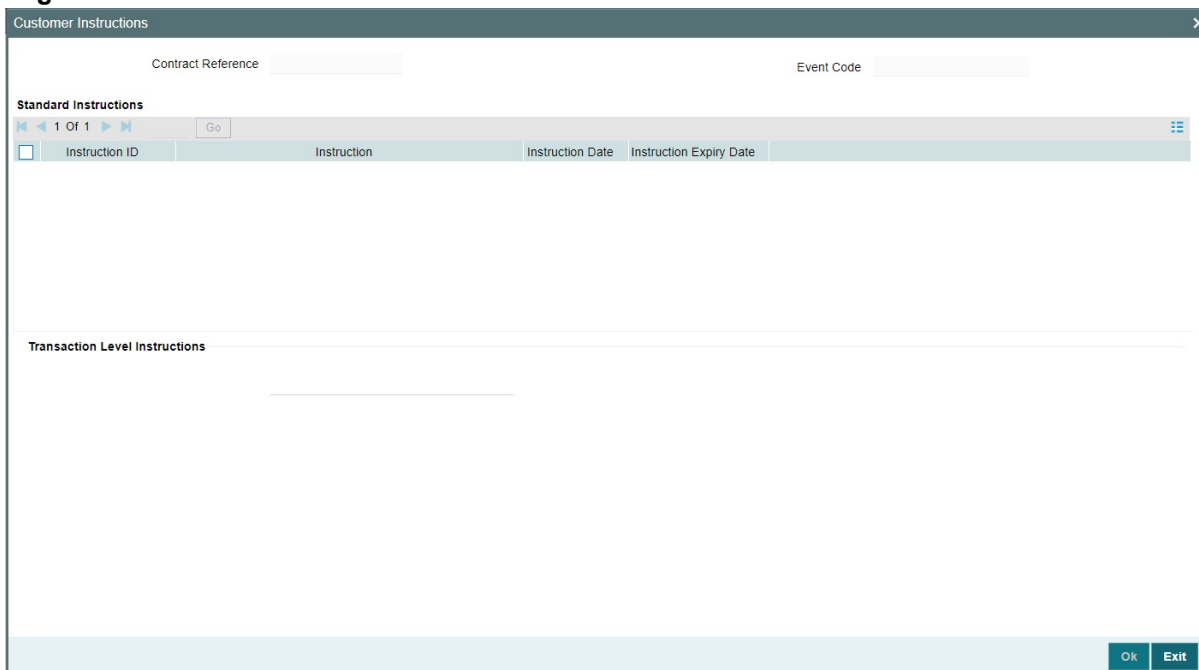 Customer Instructions
Contract Reference Event Code
Standard Instructions
1 Of 1 Go
Instruction ID Instruction Instruction Date Instruction Expiry Date
Transaction Level Instructions
Ok Exit